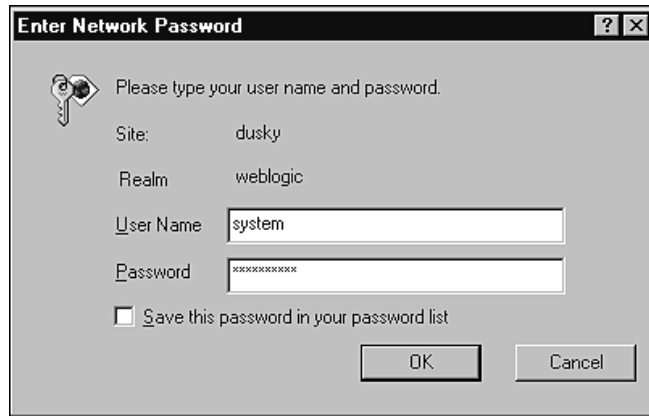 Enter Network Password
Please type your user name and password.
Site: dusky
Realm weblogic
User Name system
Password **********
Save this password in your password list
OK Cancel